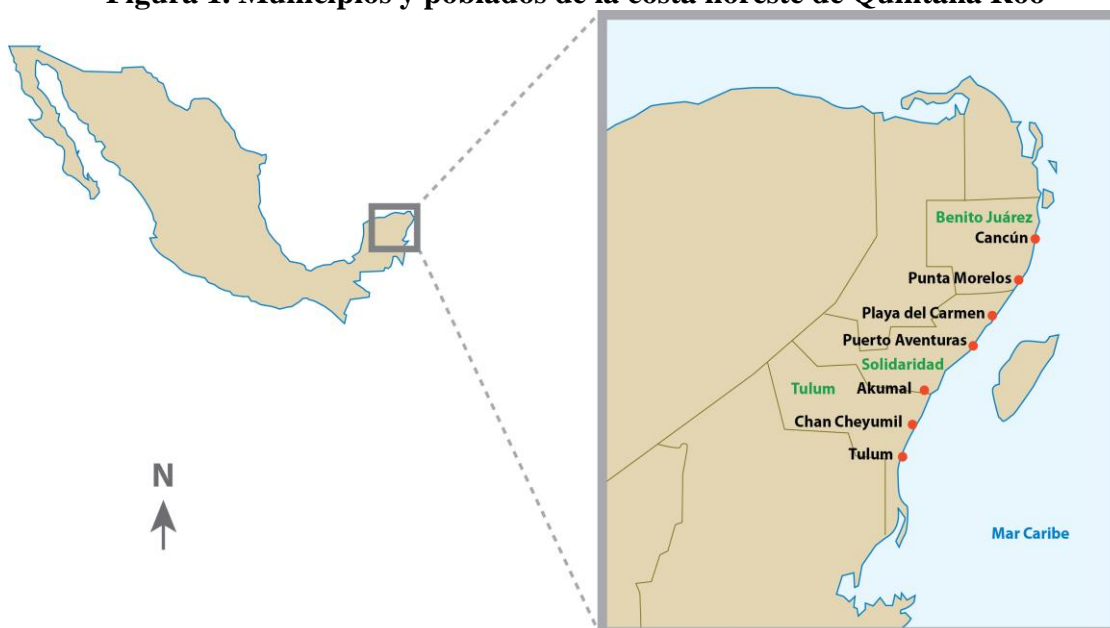 Figura 1. Municipios y poblados de la costa noreste de Quintana Roo
Benito Juárez
Cancún
Punta Morelos
Playa del Carmen
Puerto Aventuras
Solidaridad
Tulum
Akumal
Chan Cheyumil
Tulum
N
Mar Caribe